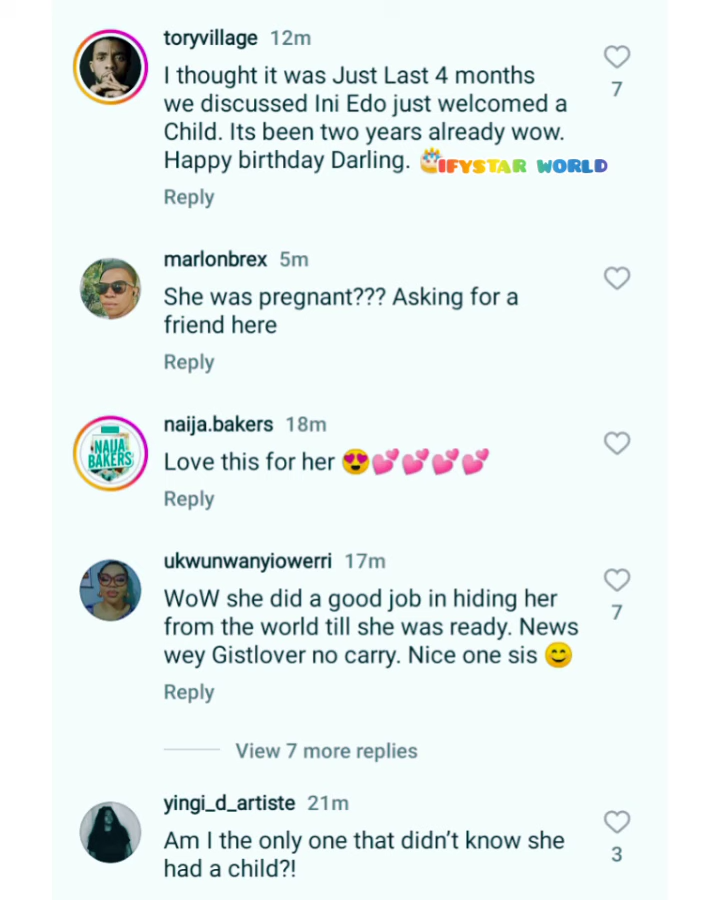 toryvillage 12m
I thought it was Just Last 4 months
we discussed Ini Edo just welcomed a
Child. Its been two years already wow.
Happy birthday Darling. IFYSTAR WORLD
7
Reply
marlonbrex 5m
She was pregnant??? Asking for a
friend here
Reply
NAIJA
BAKERS
naija.bakers 18m
Love this for her 😍💕💕💕💕
Reply
ukwunwanyiowerri 17m
WoW she did a good job in hiding her
from the world till she was ready. News
wey Gistlover no carry. Nice one sis 😊
7
Reply
View 7 more replies
yingi_d_artiste 21m
Am I the only one that didn't know she
had a child?!
3